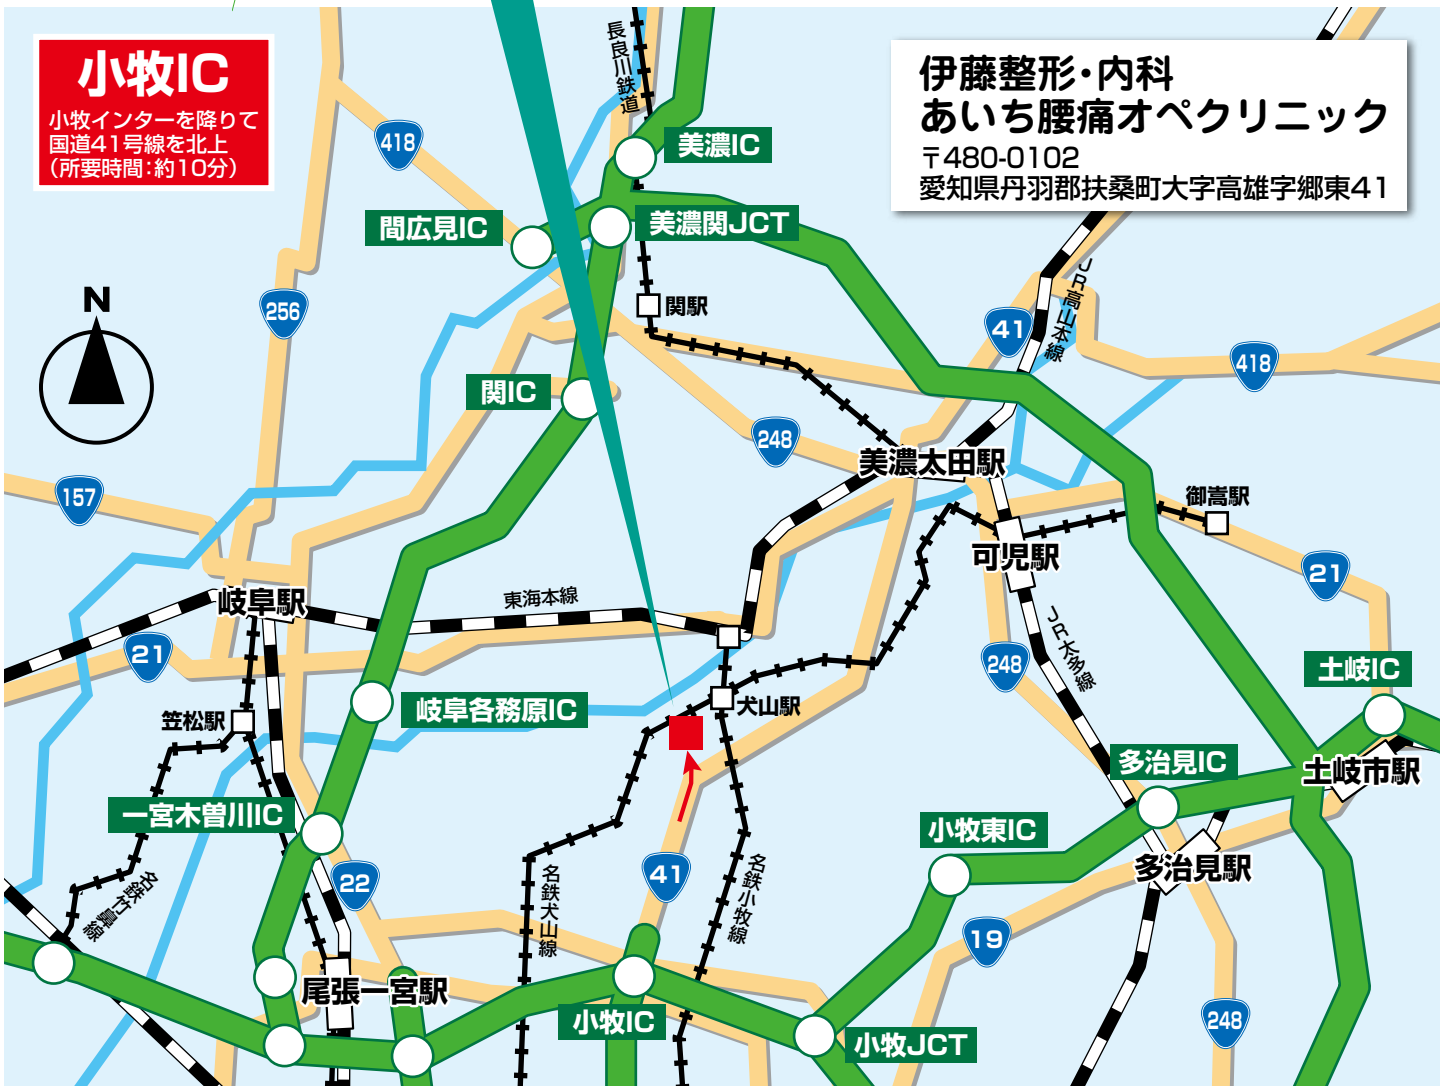 小牧IC
小牧インターを降りて
国道41号線を北上
(所要時間:約10分)
伊藤整形・内科
あいち腰痛オペクリニック
〒480-0102
愛知県丹羽郡扶桑町大字高雄字郷東41
長良川鉄道
418
美濃IC
間広見IC
美濃関JCT
N
256
関駅
JR高山本線
41
418
関IC
248
美濃太田駅
157
御嵩駅
可児駅
21
岐阜駅
東海本線
JR太多線
21
248
土岐IC
笠松駅
岐阜各務原IC
犬山駅
多治見IC
土岐市駅
一宮木曽川IC
小牧東IC
22
41
名鉄竹鼻線
名鉄犬山線
名鉄小牧線
多治見駅
19
尾張一宮駅
小牧IC
小牧JCT
248